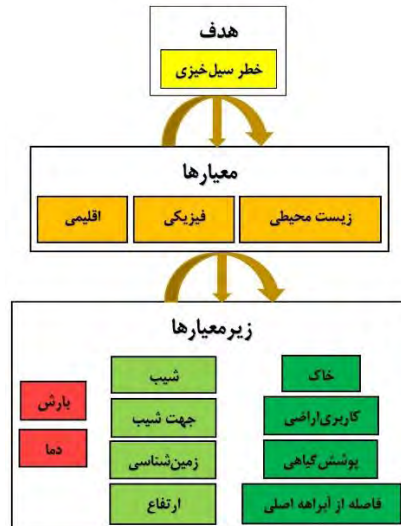 هدف
خطر سیل‌خیزی
معیارها
زیست محیطی
فیزیکی
اقلیمی
زیرمعیارها
خاک
کاربری‌اراضی
پوشش‌گیاهی
فاصله از آبراهه اصلی
شیب
جهت شیب
زمین‌شناسی
ارتفاع
بارش
دما